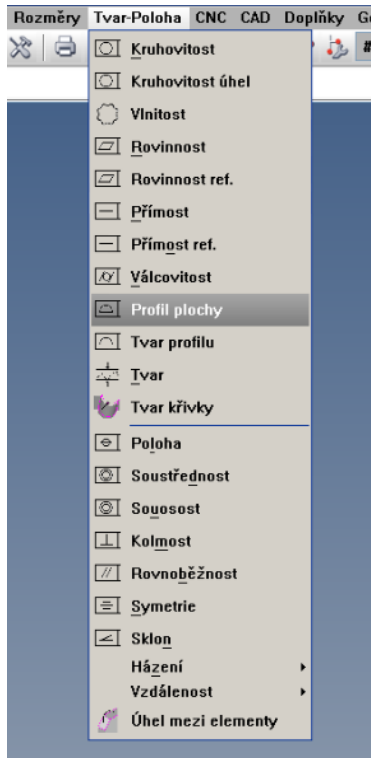 Rozměry Tvar-Poloha CNC CAD Doplňky
Kruhovitost
Kruhovitost úhel
Vlnitost
Rovinnost
Rovinnost ref.
Přímost
Přímost ref.
Válcovitost
Profil plochy
Tvar profilu
Tvar
Tvar křivky
Poloha
Soustřednost
Souosost
Kolmost
Rovnoběžnost
Symetrie
Sklon
Házení
Vzdálenost
Úhel mezi elementy